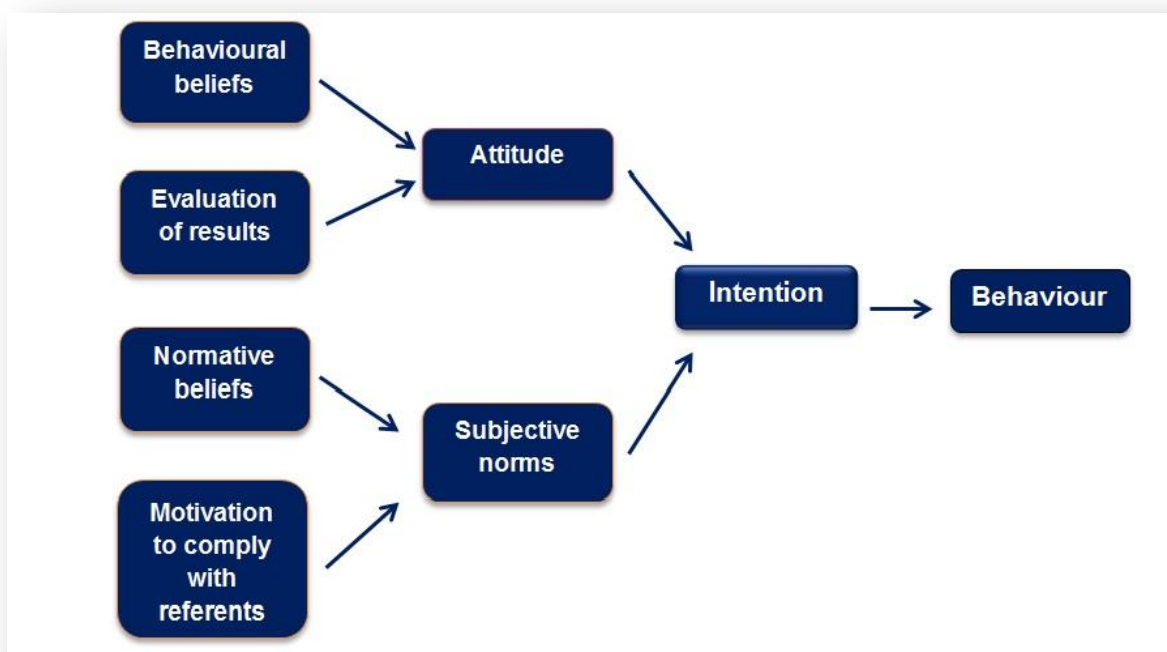 Behavioural
beliefs
Evaluation
of results
Normative
beliefs
Motivation
to comply
with
referents
Attitude
Subjective
norms
Intention
Behaviour